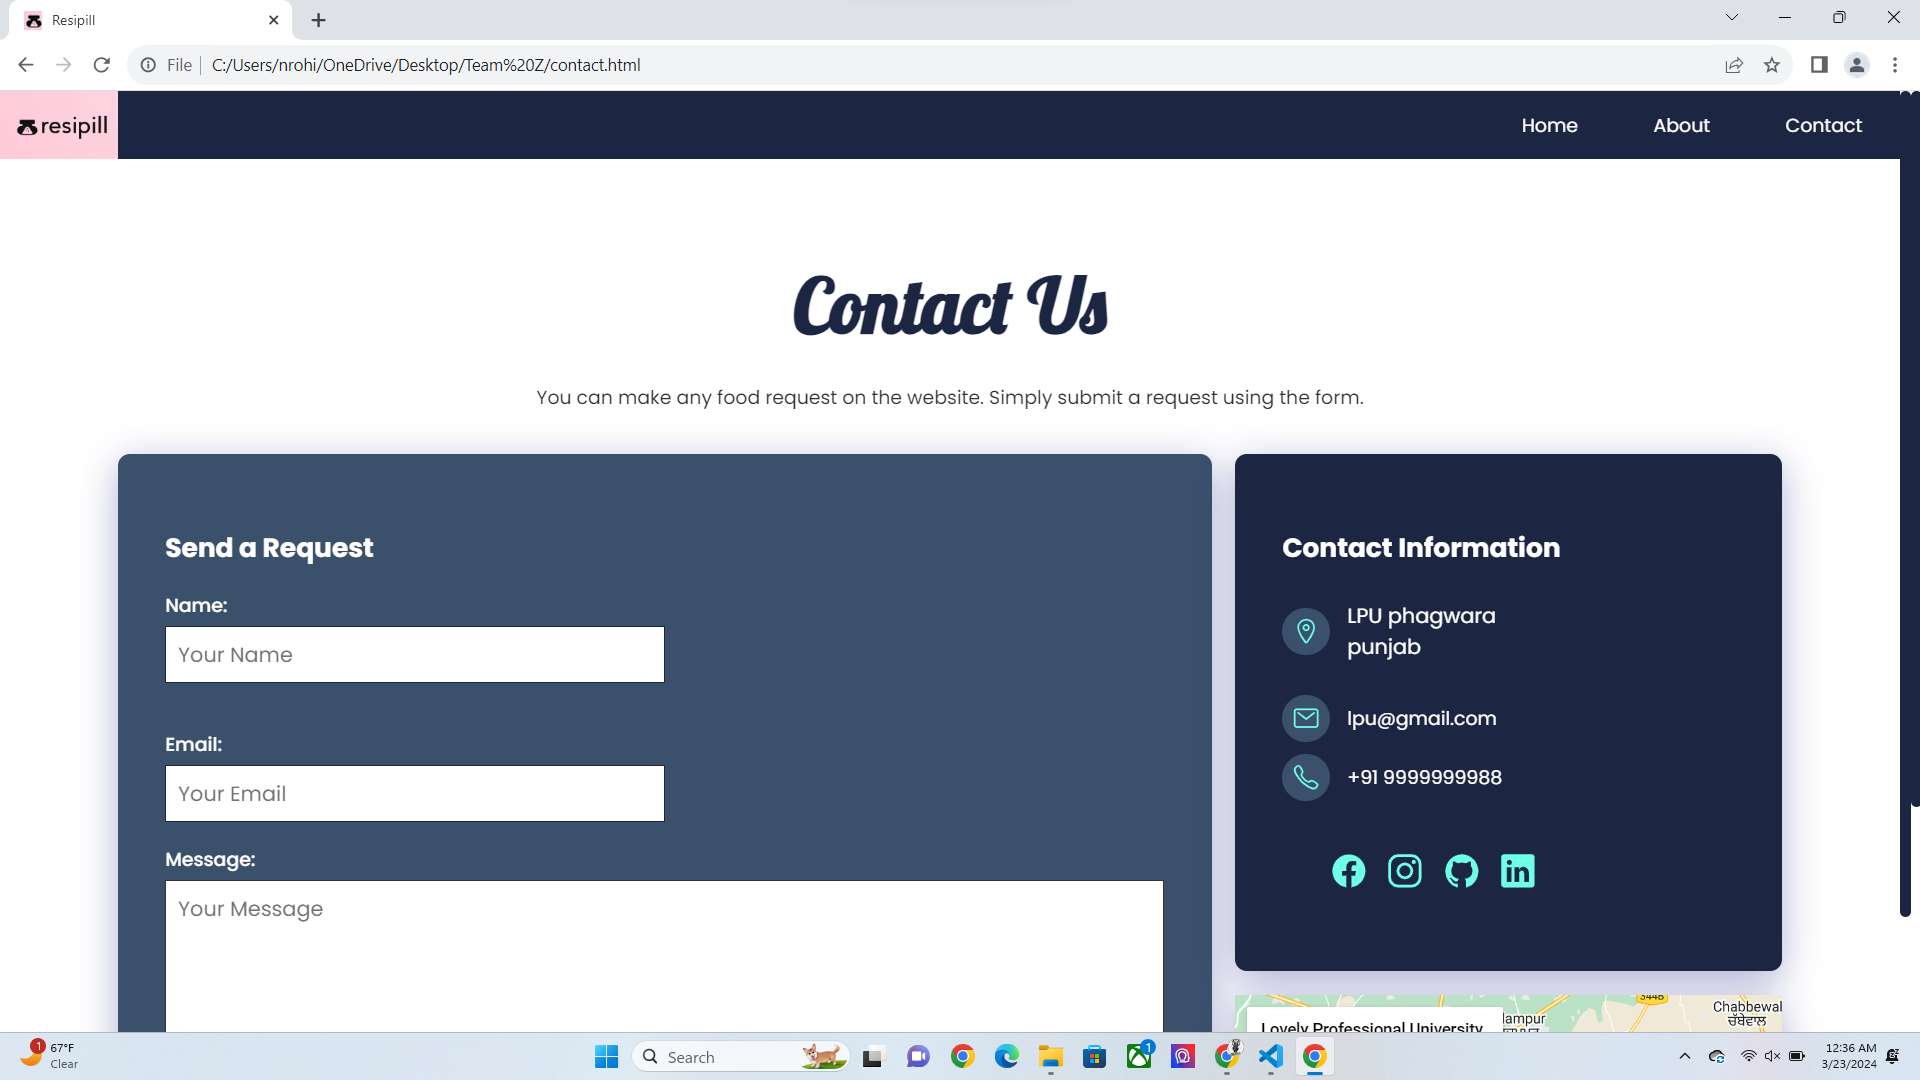 Resipill
File
C:/Users/nrohi/OneDrive/Desktop/Team%20Z/contact.html
resipill
Home
About
Contact
Contact Us
You can make any food request on the website. Simply submit a request using the form.
Send a Request
Name:
Your Name
Email:
Your Email
Message:
Your Message
Contact Information
LPU phagwara
punjab
lpu@gmail.com
+91 9999999988
344B
Chabbewal
ਚੱਬੇਵਾਲ
Lovely Professional University
1
67°F
Clear
Search
1
12:36 AM
3/23/2024